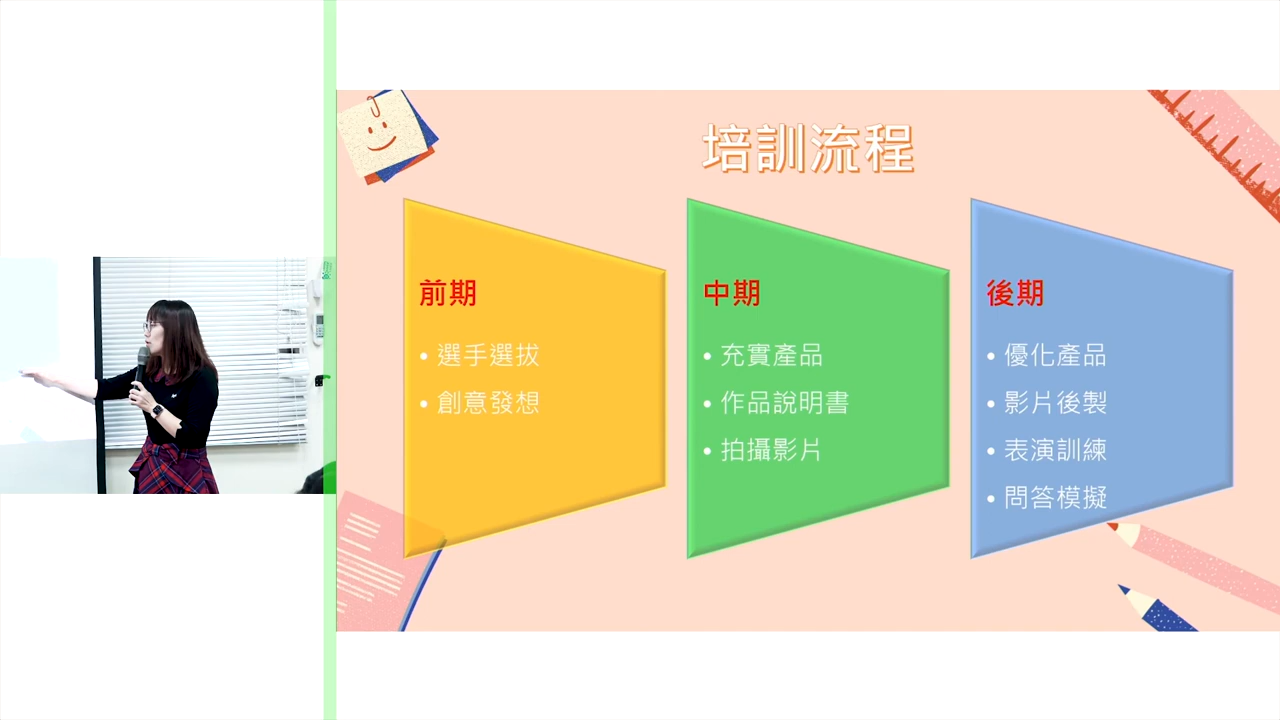 培訓流程
前期
• 選手選拔
• 創意發想
中期
• 充實產品
• 作品說明書
• 拍攝影片
後期
• 優化產品
• 影片後製
• 表演訓練
• 問答模擬